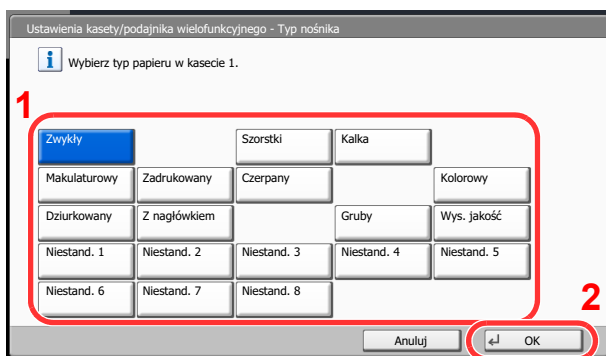 Ustawienia kasety/podajnika wielofunkcyjnego - Typ nośnika
Wybierz typ papieru w kasecie 1.
1
Zwykły Szorstki Kalka
Makulaturowy Zadrukowany Czerpany Kolorowy
Dziurkowany Z nagłówkiem Gruby Wys. jakość
Niestand. 1 Niestand. 2 Niestand. 3 Niestand. 4 Niestand. 5
Niestand. 6 Niestand. 7 Niestand. 8
2
Anuluj OK